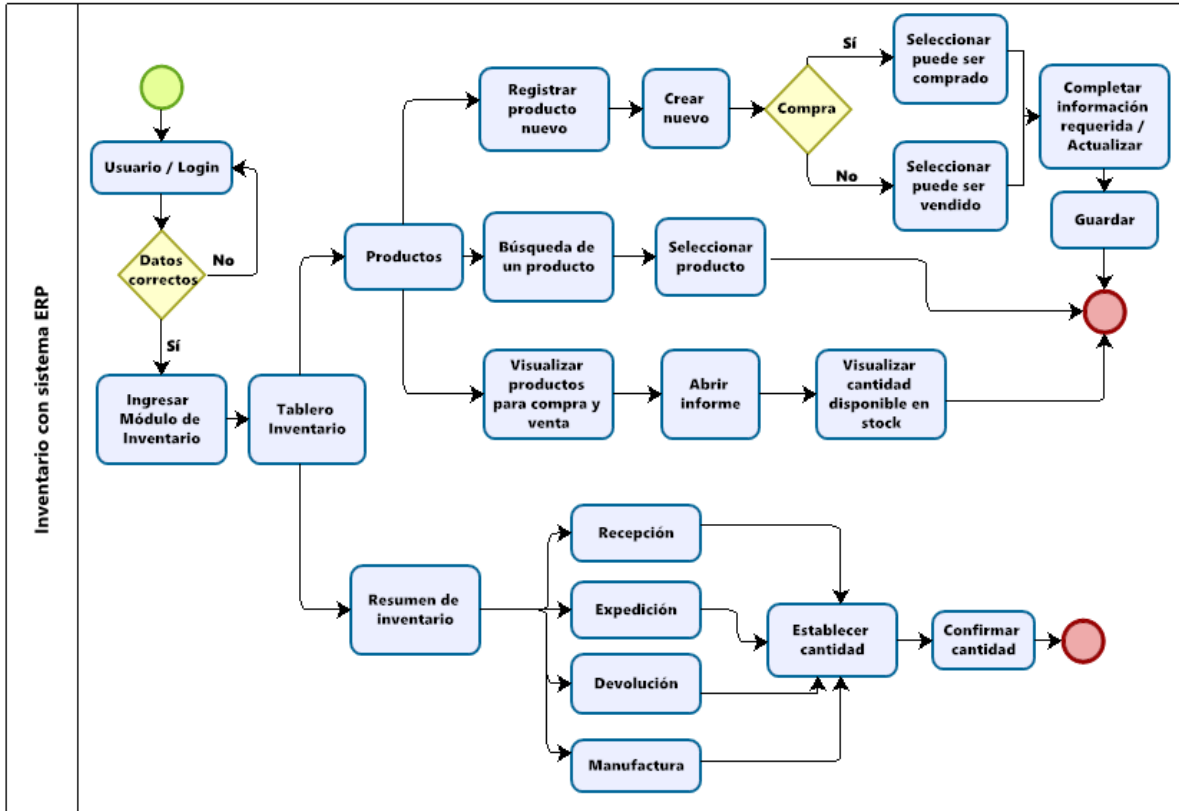 Inventario con sistema ERP
Usuario / Login
Datos
correctos
No
Sí
Ingresar
Módulo de
Inventario
Tablero
Inventario
Productos
Registrar
producto
nuevo
Crear
nuevo
Compra
Sí
No
Seleccionar
puede ser
comprado
Seleccionar
puede ser
vendido
Completar
información
requerida /
Actualizar
Guardar
Búsqueda de
un producto
Seleccionar
producto
Visualizar
productos
para compra y
venta
Abrir
informe
Visualizar
cantidad
disponible en
stock
Resumen de
inventario
Recepción
Expedición
Devolución
Manufactura
Establecer
cantidad
Confirmar
cantidad